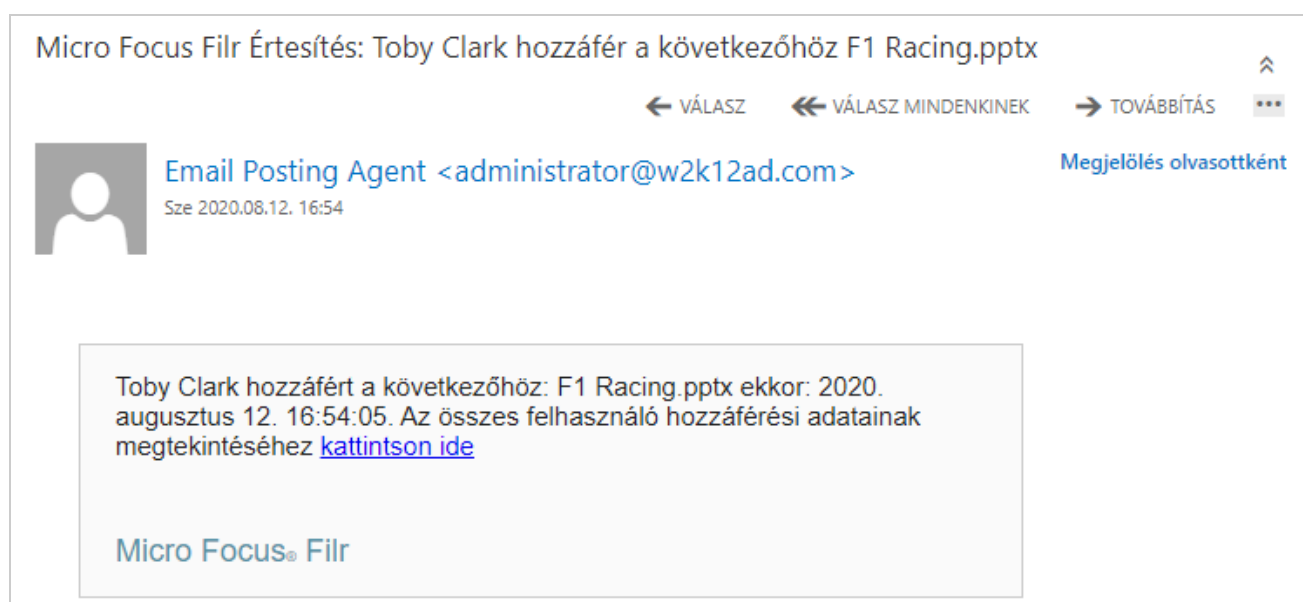 Micro Focus Filr Értesítés: Toby Clark hozzáfér a következőhöz F1 Racing.pptx
VÁLASZ VÁLASZ MINDENKINEK TOVÁBBÍTÁS
Email Posting Agent <administrator@w2k12ad.com> Megjelölés olvasottként
Sze 2020.08.12. 16:54
Toby Clark hozzáfért a következőhöz: F1 Racing.pptx ekkor: 2020.
augusztus 12. 16:54:05. Az összes felhasználó hozzáférési adatainak
megtekintéséhez kattintson ide
Micro Focus® Filr